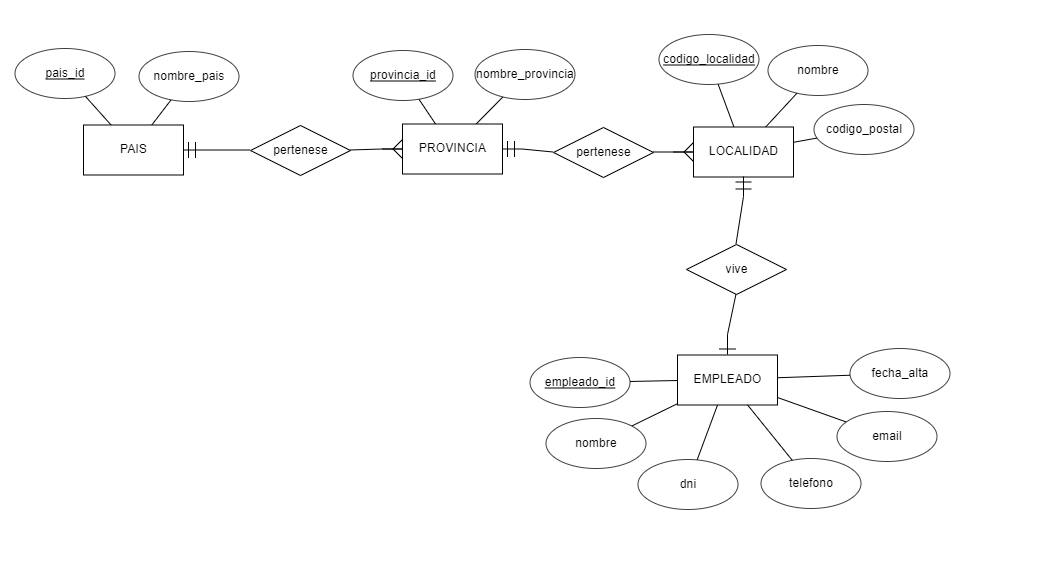 pais_id
nombre_pais
provincia_id
nombre_provincia
codigo_localidad
nombre
codigo_postal
PAIS
pertenese
PROVINCIA
pertenese
LOCALIDAD
vive
EMPLEADO
empleado_id
fecha_alta
nombre
email
dni
telefono